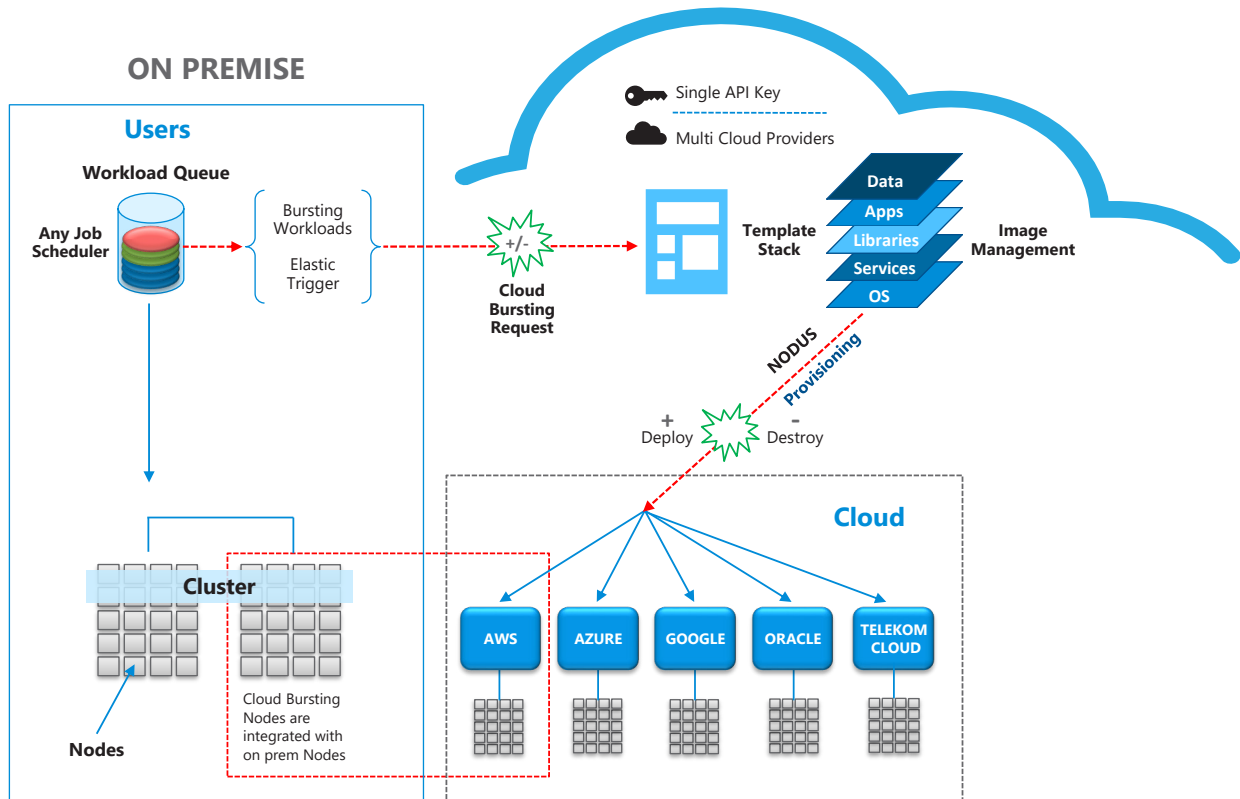 ON PREMISE
Users
Workload Queue
Any Job
Scheduler
Bursting
Workloads
Elastic
Trigger
+/-
Cloud
Bursting
Request
Single API Key
Multi Cloud Providers
Template
Stack
Data
Apps
Libraries
Services
OS
Image
Management
NODUS
Provisioning
+
Deploy
-
Destroy
Cluster
Nodes
Cloud Bursting
Nodes are
integrated with
on prem Nodes
Cloud
AWS
AZURE
GOOGLE
ORACLE
TELEKOM
CLOUD